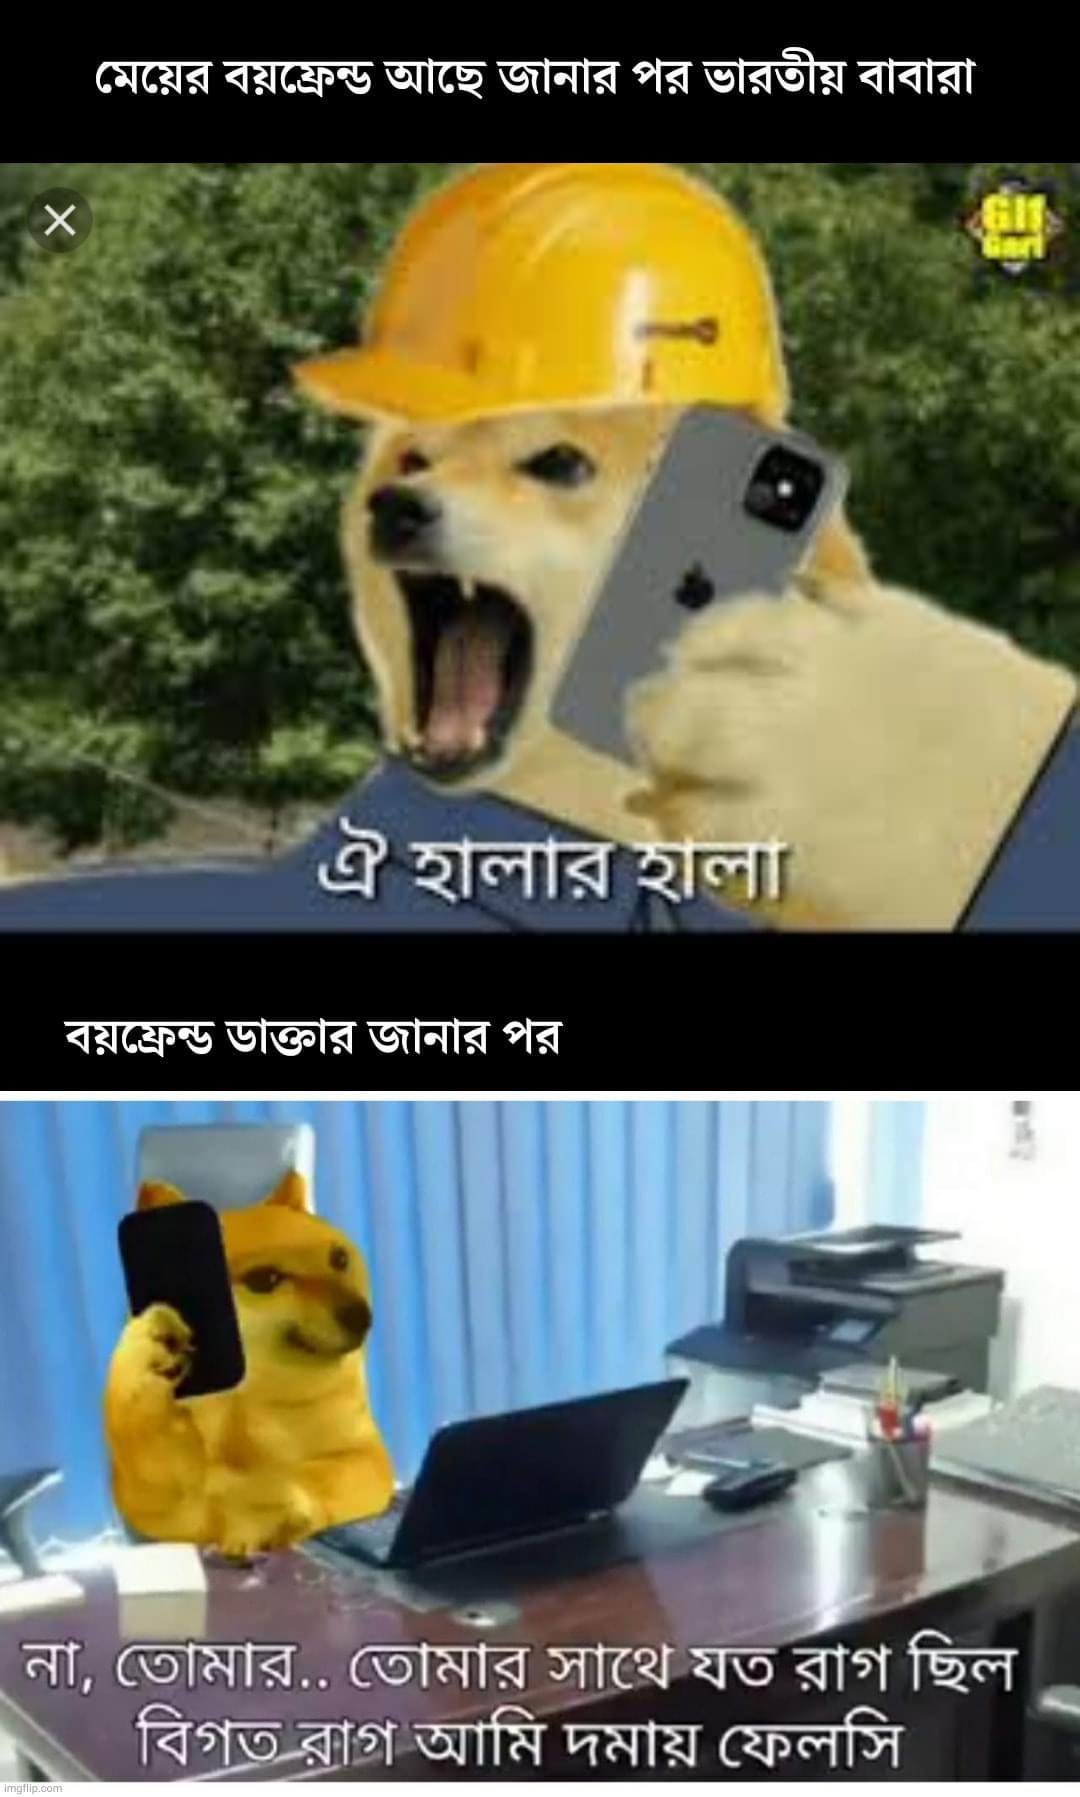 মেয়ের বয়ফ্রেন্ড আছে জানার পর ভারতীয় বাবারা
ঐ হালার হালা
বয়ফ্রেন্ড ডাক্তার জানার পর
না, তোমার.. তোমার সাথে যত রাগ ছিল
বিগত রাগ আমি দমায় ফেলসি
imgflip.com